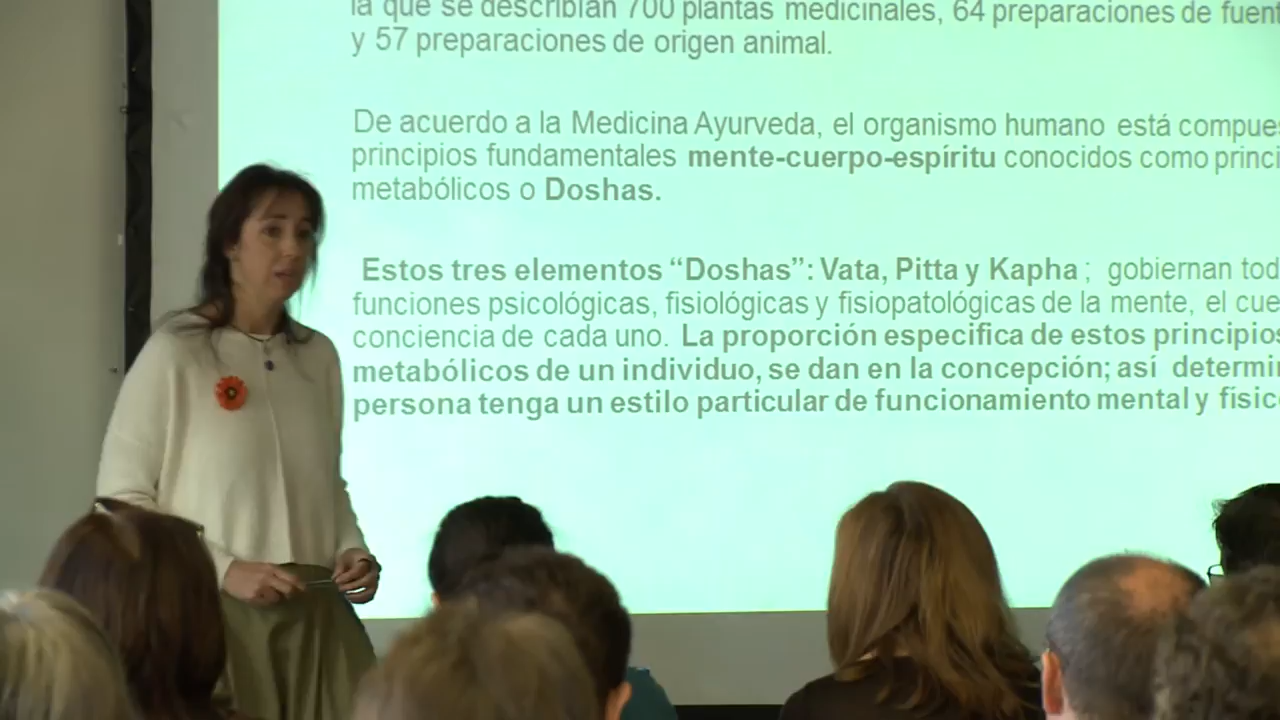 la que se describían 700 plantas medicinales, 64 preparaciones de
y 57 preparaciones de origen animal.
De acuerdo a la Medicina Ayurveda, el organismo humano está
principios fundamentales mente-cuerpo-espíritu conocidos como
metabólicos o Doshas.
Estos tres elementos “Doshas”: Vata, Pitta y Kapha ; gobiernan
funciones psicológicas, fisiológicas y fisiopatológicas de la mente, el
conciencia de cada uno. La proporción especifica de estos principios
metabólicos de un individuo, se dan en la concepción; así
persona tenga un estilo particular de funcionamiento mental y